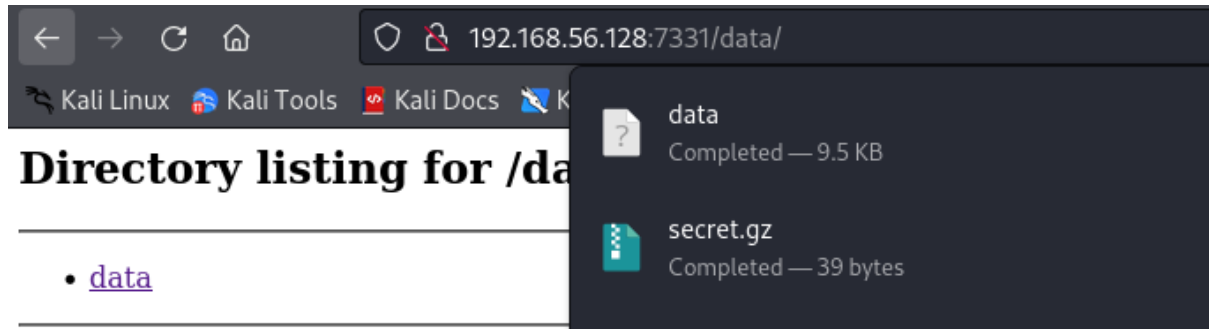 192.168.56.128:7331/data/
Kali Linux Kali Tools Kali Docs K
Directory listing for /da
data
data
Completed — 9.5 KB
secret.gz
Completed — 39 bytes